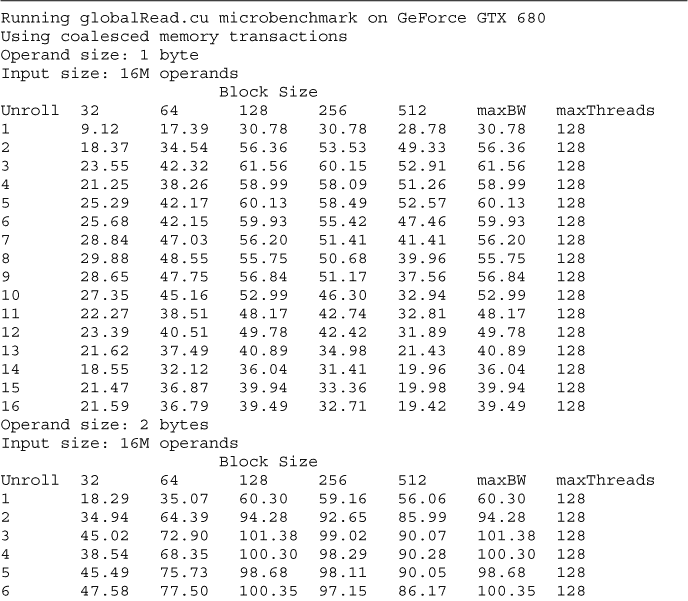 Running globalRead.cu microbenchmark on GeForce GTX 680
Using coalesced memory transactions
Operand size: 1 byte
Input size: 16M operands
Block Size
Unroll 32 64 128 256 512 maxBW maxThreads
1 9.12 17.39 30.78 30.78 28.78 30.78 128
2 18.37 34.54 56.36 53.53 49.33 56.36 128
3 23.55 42.32 61.56 60.15 52.91 61.56 128
4 21.25 38.26 58.99 58.09 51.26 58.99 128
5 25.29 42.17 60.13 58.49 52.57 60.13 128
6 25.68 42.15 59.93 55.42 47.46 59.93 128
7 28.84 47.03 56.20 51.41 41.41 56.20 128
8 29.88 48.55 55.75 50.68 39.96 55.75 128
9 28.65 47.75 56.84 51.17 37.56 56.84 128
10 27.35 45.16 52.99 46.30 32.94 52.99 128
11 22.27 38.51 48.17 42.74 32.81 48.17 128
12 23.39 40.51 49.78 42.42 31.89 49.78 128
13 21.62 37.49 40.89 34.98 21.43 40.89 128
14 18.55 32.12 36.04 31.41 19.96 36.04 128
15 21.47 36.87 39.94 33.36 19.98 39.94 128
16 21.59 36.79 39.49 32.71 19.42 39.49 128
Operand size: 2 bytes
Input size: 16M operands
Block Size
Unroll 32 64 128 256 512 maxBW maxThreads
1 18.29 35.07 60.30 59.16 56.06 60.30 128
2 34.94 64.39 94.28 92.65 85.99 94.28 128
3 45.02 72.90 101.38 99.02 90.07 101.38 128
4 38.54 68.35 100.30 98.29 90.28 100.30 128
5 45.49 75.73 98.68 98.11 90.05 98.68 128
6 47.58 77.50 100.35 97.15 86.17 100.35 128